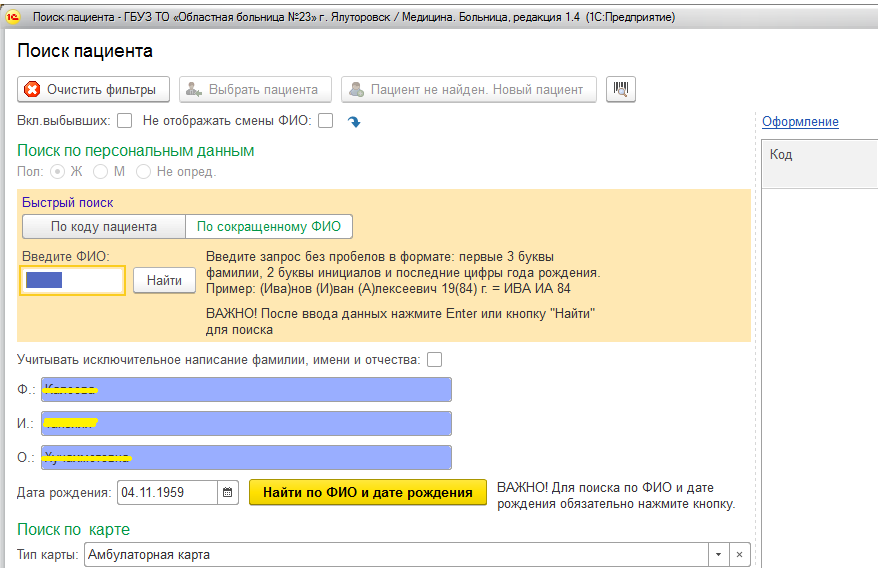 Поиск пациента - ГБУЗ ТО «Областная больница №23» г. Ялуторовск / Медицина. Больница, редакция 1.4 (1С:Предприятие)
Поиск пациента
Очистить фильтры Выбрать пациента Пациент не найден. Новый пациент
Вкл.выбывших: Не отображать смены ФИО: Оформление
Код
Поиск по персональным данным
Пол: Ж М Не опред.
Быстрый поиск
По коду пациента По сокращенному ФИО
Введите ФИО:
Найти
Введите запрос без пробелов в формате: первые 3 буквы
фамилии, 2 буквы инициалов и последние цифры года рождения.
Пример: (Ива)нов (И)ван (А)лексеевич 19(84) г. = ИВА ИА 84
ВАЖНО! После ввода данных нажмите Enter или кнопку "Найти"
для поиска
Учитывать исключительное написание фамилии, имени и отчества:
Ф.:
И.:
О.:
Дата рождения: 04.11.1959 Найти по ФИО и дате рождения
ВАЖНО! Для поиска по ФИО и дате
рождения обязательно нажмите кнопку.
Поиск по карте
Тип карты: Амбулаторная карта